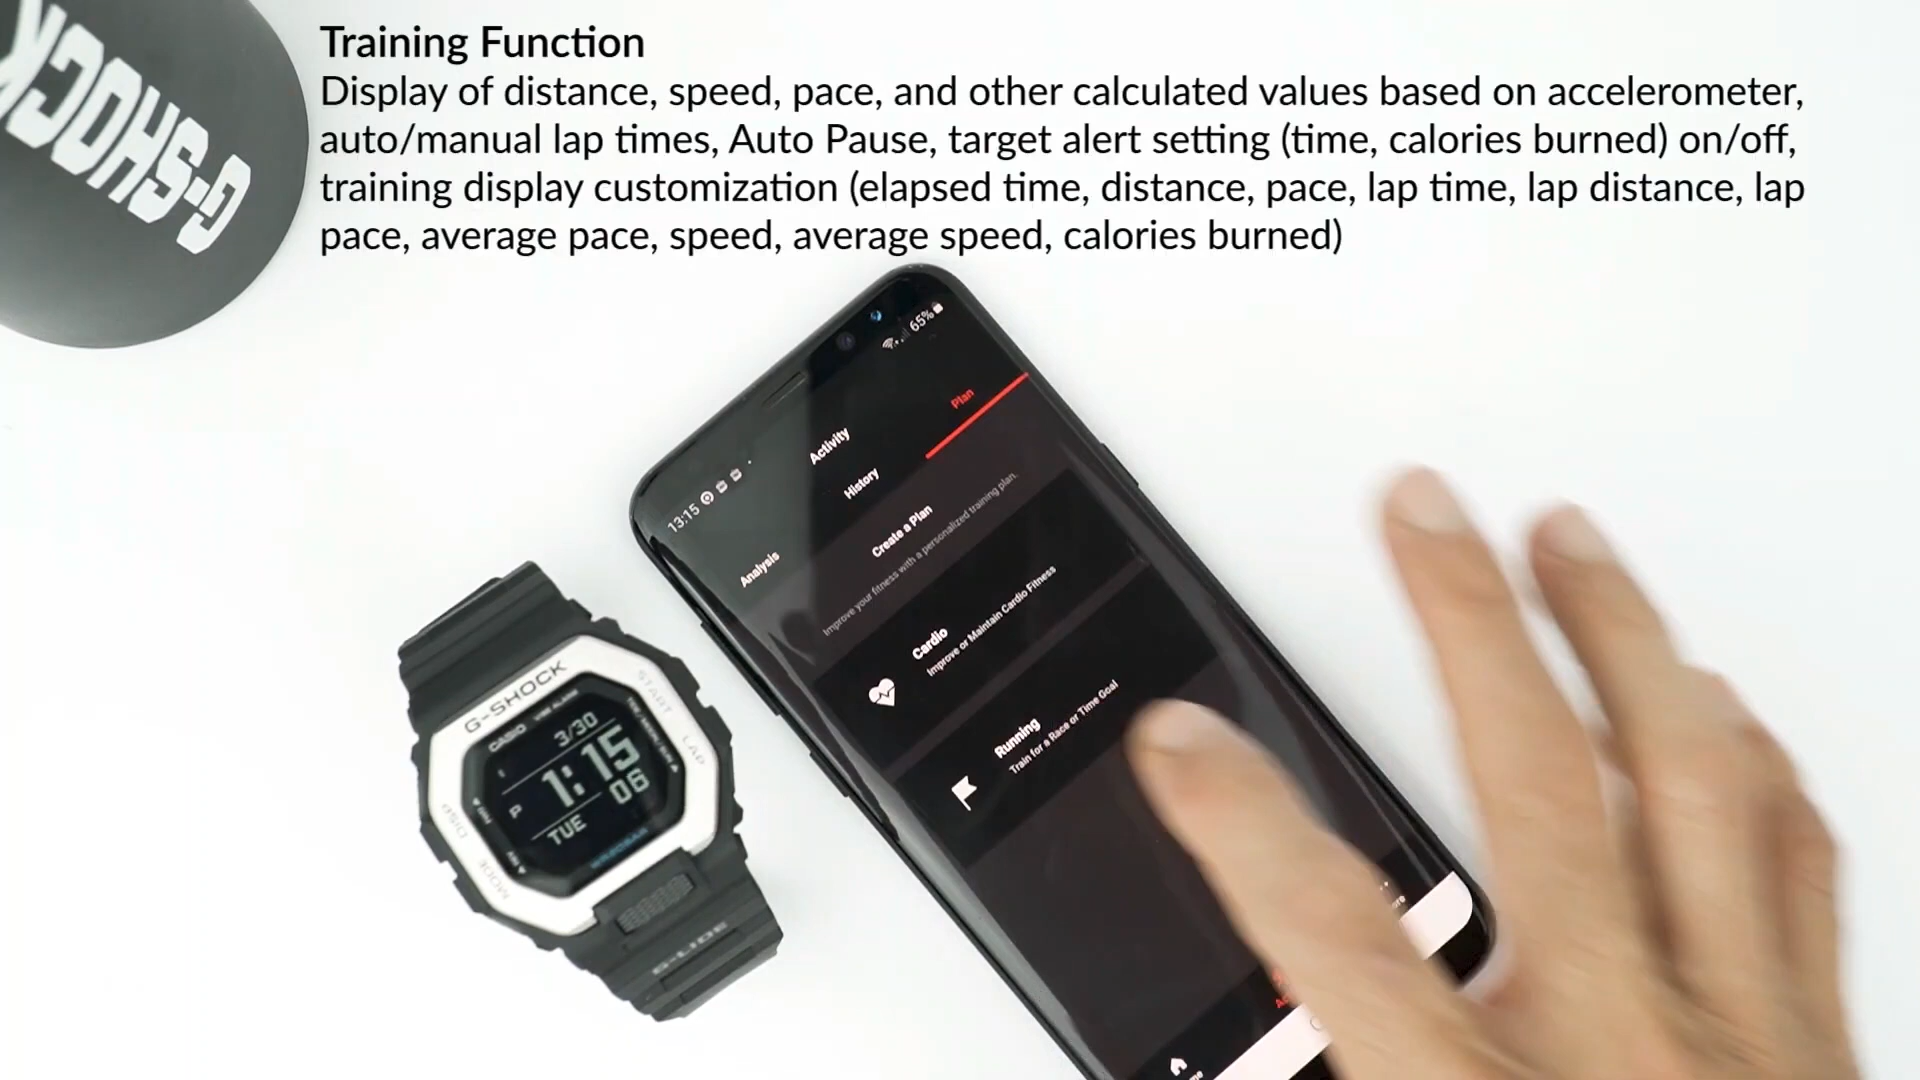 Training Function
Display of distance, speed, pace, and other calculated values based on accelerometer,
auto/manual lap times, Auto Pause, target alert setting (time, calories burned) on/off,
training display customization (elapsed time, distance, pace, lap time, lap distance, lap
pace, average pace, speed, average speed, calories burned)
G-SHOCK
13:15
65%
Activity
Analysis
History
Plan
Create a Plan
Improve your fitness with a personalized training plan.
Cardio
Improve or Maintain Cardio Fitness
Running
Train for a Race or Time Goal
G-SHOCK
CASIO VIBE ALARM
START
LAP
DISP
MODE
3/30
P 1:15 06
TUE
G-LIDE